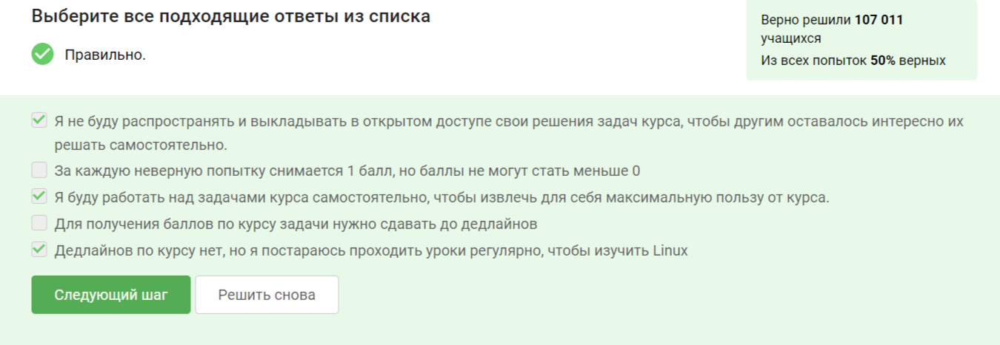 Выберите все подходящие ответы из списка
Правильно.
Верно решили 107 011
учащихся
Из всех попыток 50% верных
Я не буду распространять и выкладывать в открытом доступе свои решения задач курса, чтобы другим оставалось интересно их
решать самостоятельно.
За каждую неверную попытку снимается 1 балл, но баллы не могут стать меньше 0
Я буду работать над задачами курса самостоятельно, чтобы извлечь для себя максимальную пользу от курса.
Для получения баллов по курсу задачи нужно сдавать до дедлайнов
Дедлайнов по курсу нет, но я постараюсь проходить уроки регулярно, чтобы изучить Linux
Следующий шаг
Решить снова